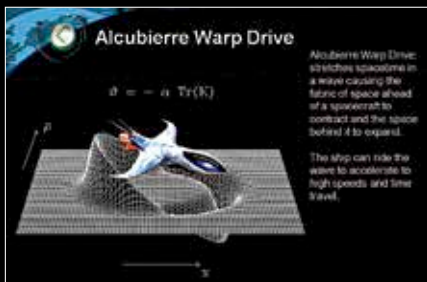 Alcubierre Warp Drive
Alcubierre Warp Drive
stretches spacetime in
a wave causing the
fabric of space ahead
of a spacecraft to
contract and the space
behind it to expand.
The ship can ride the
wave to accelerate to
high speeds and time
travel.
ϑ = - α Tr(K)
ρ
x